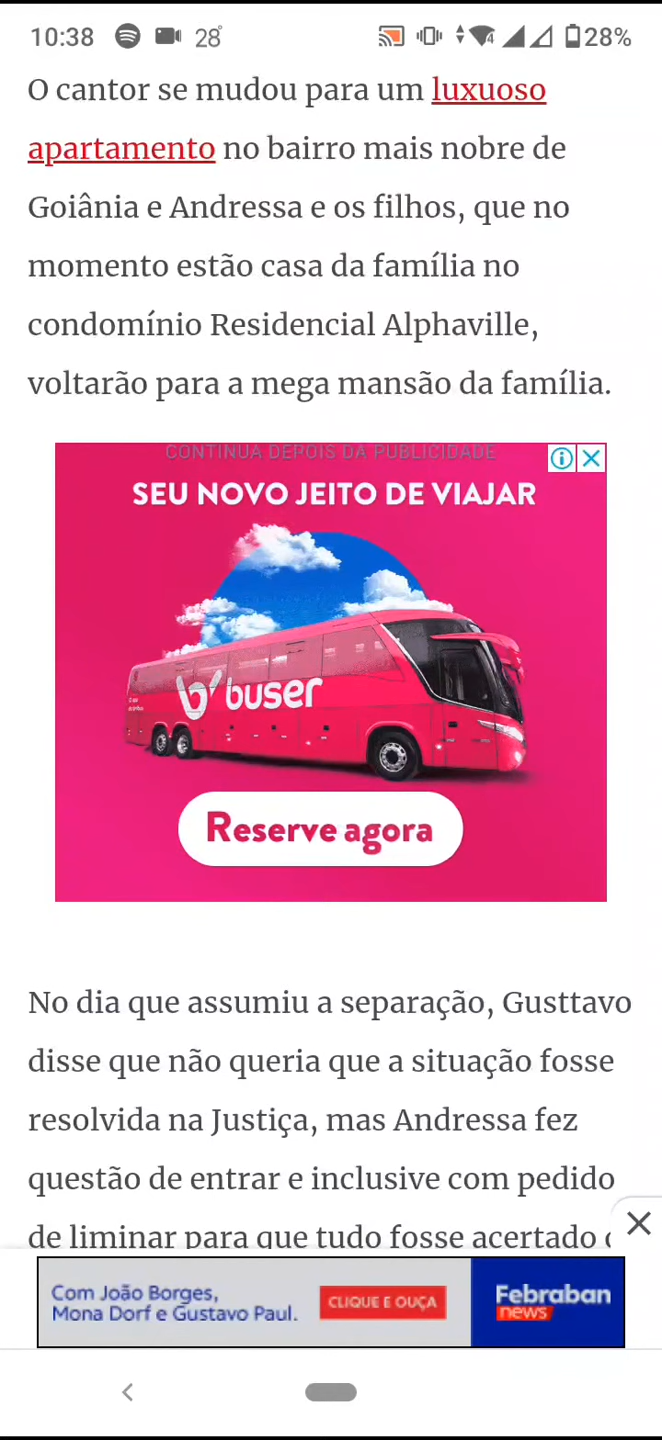 10:38 28° 4 28%
O cantor se mudou para um luxuoso
apartamento no bairro mais nobre de
Goiânia e Andressa e os filhos, que no
momento estão casa da família no
condomínio Residencial Alphaville,
voltarão para a mega mansão da família.
CONTINUA DEPOIS DA PUBLICIDADE
SEU NOVO JEITO DE VIAJAR
buser
Reserve agora
No dia que assumiu a separação, Gusttavo
disse que não queria que a situação fosse
resolvida na Justiça, mas Andressa fez
questão de entrar e inclusive com pedido
de liminar para que tudo fosse acertado
Com João Borges,
Mona Dorf e Gustavo Paul.
CLIQUE E OUÇA
Febraban
news